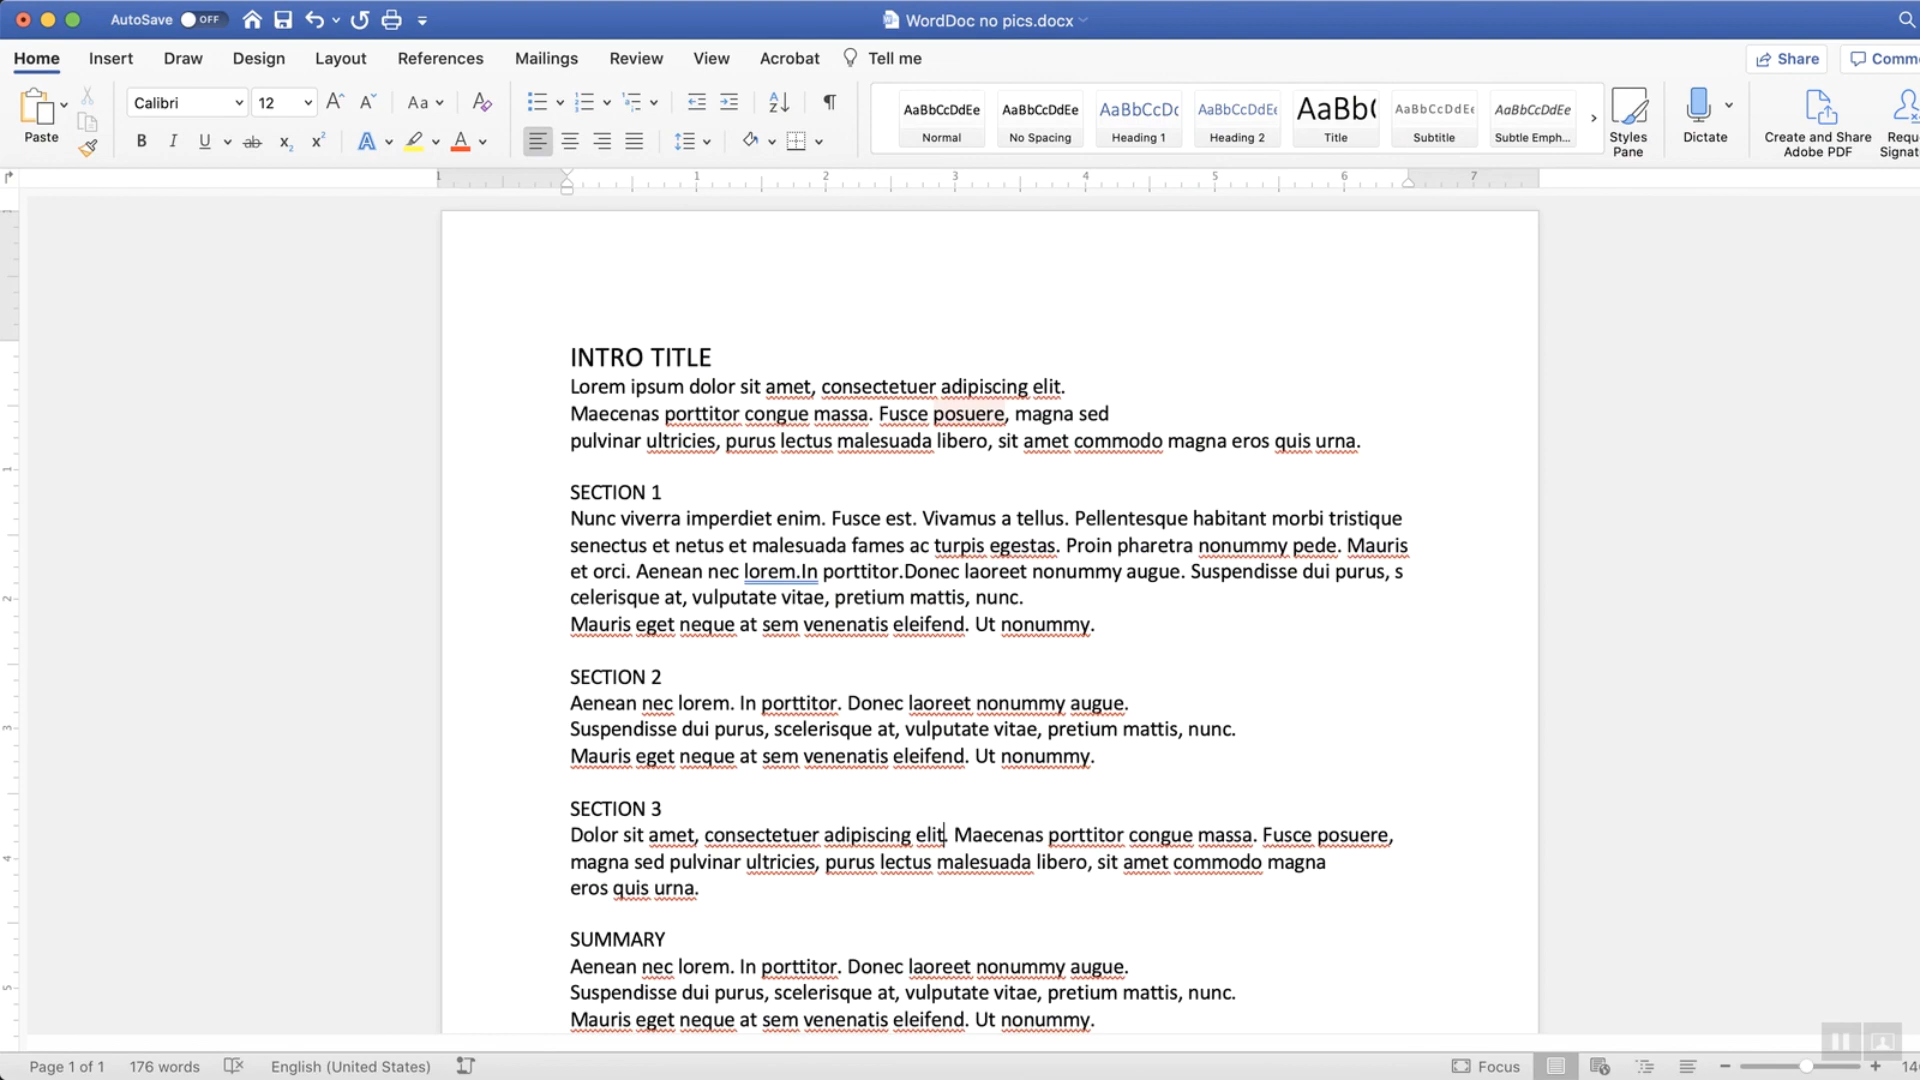 AutoSave OFF WordDoc no pics.docx
Home Insert Draw Design Layout References Mailings Review View Acrobat Tell me Share
Paste Calibri 12 Aa
AaBbCcDdEe AaBbCcDdEe AaBbCcDc AaBbCcDdEe AaBb( AaBbCcDdEe AaBbCcDdEe
Normal No Spacing Heading 1 Heading 2 Title Subtitle Subtle Emph...
Styles Pane
Dictate
Create and Share
Adobe PDF
1 1 2 3 4 5 6 7
INTRO TITLE
Lorem ipsum dolor sit amet, consectetuer adipiscing elit.
Maecenas porttitor congue massa. Fusce posuere, magna sed
pulvinar ultricies, purus lectus malesuada libero, sit amet commodo magna eros quis urna.
SECTION 1
Nunc viverra imperdiet enim. Fusce est. Vivamus a tellus. Pellentesque habitant morbi tristique
senectus et netus et malesuada fames ac turpis egestas. Proin pharetra nonummy pede. Mauris
et orci. Aenean nec lorem.In porttitor.Donec laoreet nonummy augue. Suspendisse dui purus, s
celerisque at, vulputate vitae, pretium mattis, nunc.
Mauris eget neque at sem venenatis eleifend. Ut nonummy.
SECTION 2
Aenean nec lorem. In porttitor. Donec laoreet nonummy augue.
Suspendisse dui purus, scelerisque at, vulputate vitae, pretium mattis, nunc.
Mauris eget neque at sem venenatis eleifend. Ut nonummy.
SECTION 3
Dolor sit amet, consectetuer adipiscing elit. Maecenas porttitor congue massa. Fusce posuere,
magna sed pulvinar ultricies, purus lectus malesuada libero, sit amet commodo magna
eros quis urna.
SUMMARY
Aenean nec lorem. In porttitor. Donec laoreet nonummy augue.
Suspendisse dui purus, scelerisque at, vulputate vitae, pretium mattis, nunc.
Mauris eget neque at sem venenatis eleifend. Ut nonummy.
Page 1 of 1 176 words English (United States) Focus